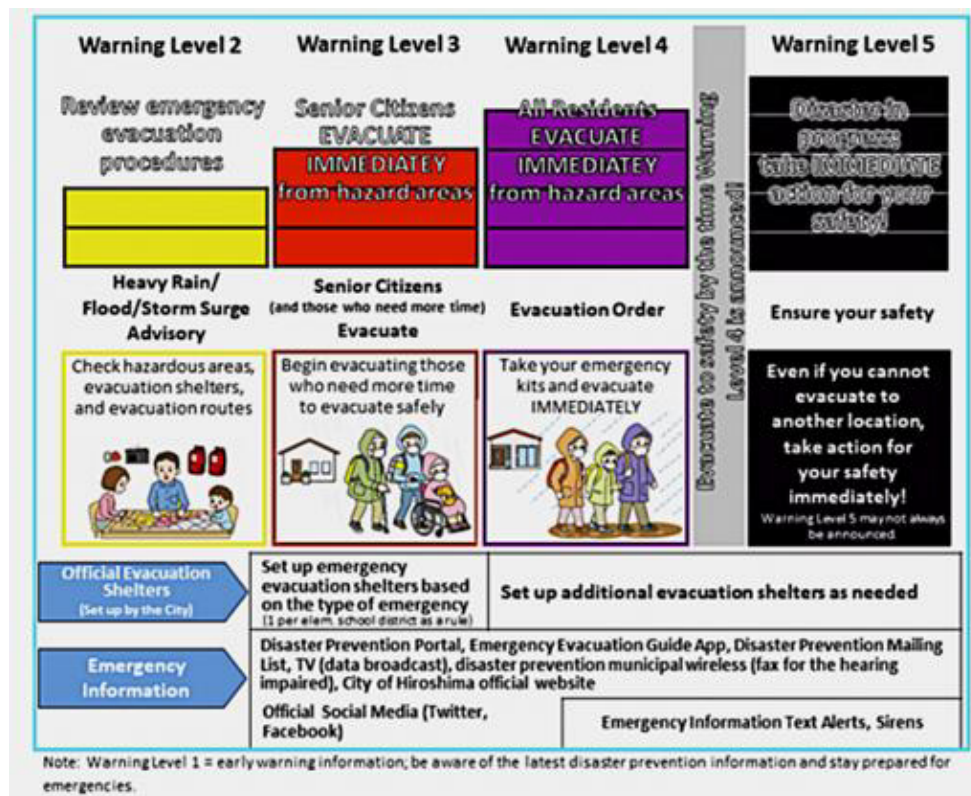 Warning Level 2
Warning Level 3
Warning Level 4
Warning Level 5
Review emergency
evacuation
procedures
Senior Citizens
EVACUATE
IMMEDIATEY
from hazard areas
All Residents
EVACUATE
IMMEDIATEY
from hazard areas
Evacuate to safety by the time Warning
Level 4 is announced!
Disaster in
progress;
take IMMEDIATE
action for your
safety!
Heavy Rain/
Flood/Storm Surge
Advisory
Senior Citizens
(and those who need more time)
Evacuate
Evacuation Order
Ensure your safety
Check hazardous areas,
evacuation shelters,
and evacuation routes
Begin evacuating those
who need more time
to evacuate safely
Take your emergency
kits and evacuate
IMMEDIATELY
Even if you cannot
evacuate to
another location,
take action for
your safety
immediately!
Warning Level 5 may not always
be announced
Official Evacuation
Shelters
(Set up by the City)
Set up emergency
evacuation shelters based
on the type of emergency
(1 per elem. school district as a rule)
Set up additional evacuation shelters as needed
Emergency
Information
Disaster Prevention Portal, Emergency Evacuation Guide App, Disaster Prevention Mailing
List, TV (data broadcast), disaster prevention municipal wireless (fax for the hearing
impaired), City of Hiroshima official website
Official Social Media (Twitter,
Facebook)
Emergency Information Text Alerts, Sirens
Note: Warning Level 1 = early warning information; be aware of the latest disaster prevention information and stay prepared for
emergencies.